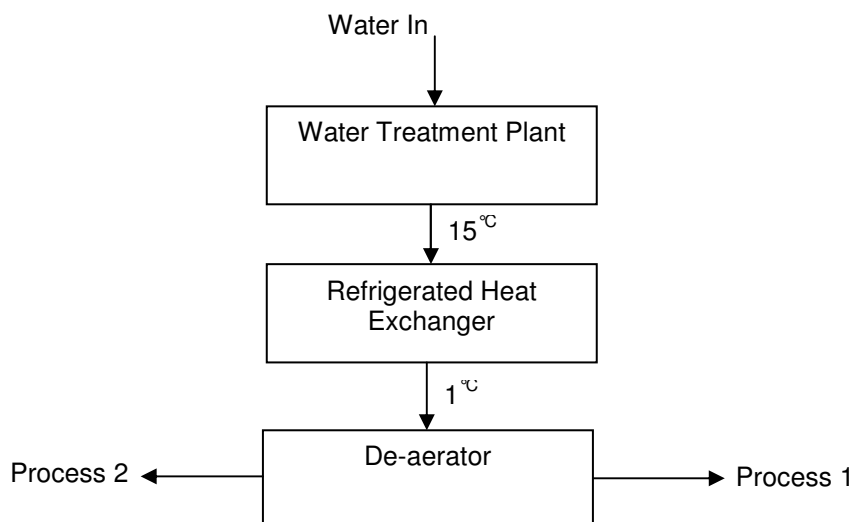 Water In
Water Treatment Plant
15℃
Refrigerated Heat
Exchanger
1℃
De-aerator
Process 2
Process 1